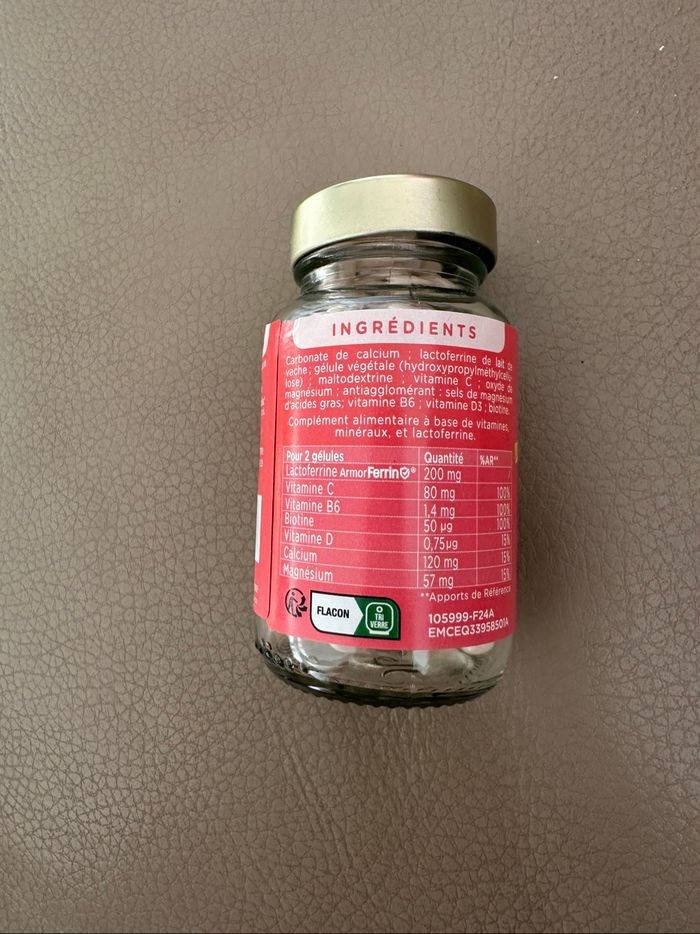 INGRÉDIENTS
Carbonate de calcium ; lactoferrine de lait de
vache ; gélule végétale (hydroxypropylméthylcellu-
lose) ; maltodextrine ; vitamine C ; oxyde de
magnésium ; antiagglomérant : sels de magnésium
d'acides gras; vitamine B6 ; vitamine D3 ; biotine.
Complément alimentaire à base de vitamines,
minéraux, et lactoferrine.
Pour 2 gélules Quantité %AR**
Lactoferrine ArmorFerrin® 200 mg
Vitamine C 80 mg 100%
Vitamine B6 1,4 mg 100%
Biotine 50 µg 100%
Vitamine D 0,75µg 15%
Calcium 120 mg 15%
Magnésium 57 mg 15%
**Apports de Référence
FLACON
TRI
VERRE
105999-F24A
EMCEQ33958501A